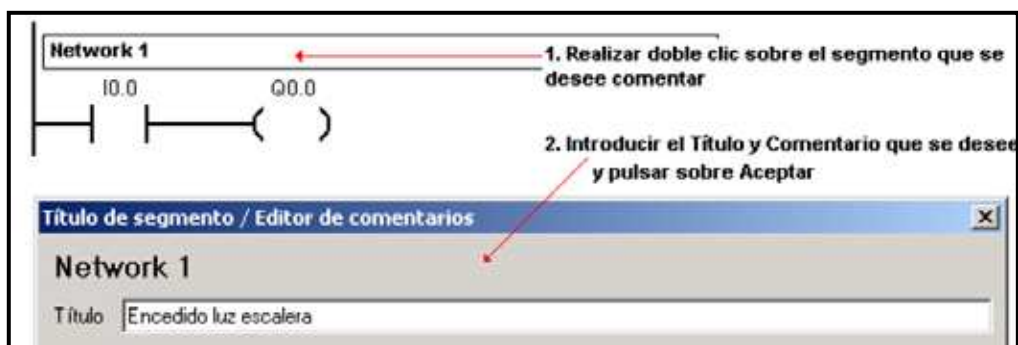 Network 1
1. Realizar doble clic sobre el segmento que se
desee comentar
I0.0 Q0.0
2. Introducir el Título y Comentario que se desee
y pulsar sobre Aceptar
Título de segmento / Editor de comentarios
Network 1
Título Encedido luz escalera